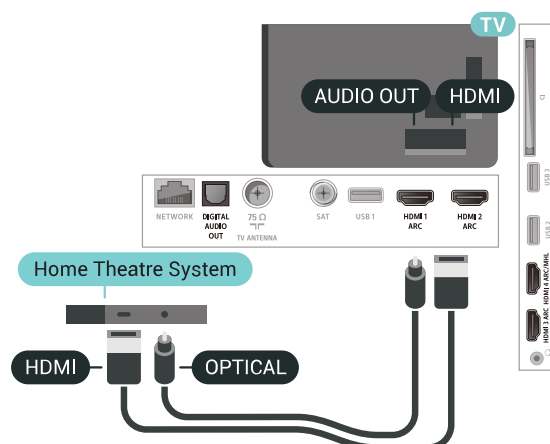 TV
AUDIO OUT
HDMI
CI
USB 3
USB 2
HDMI 4 ARC/MHL
HDMI 3 ARC
NETWORK
DIGITAL
AUDIO
OUT
75 Ω
TV ANTENNA
SAT
USB 1
HDMI 1
ARC
HDMI 2
ARC
Home Theatre System
HDMI
OPTICAL